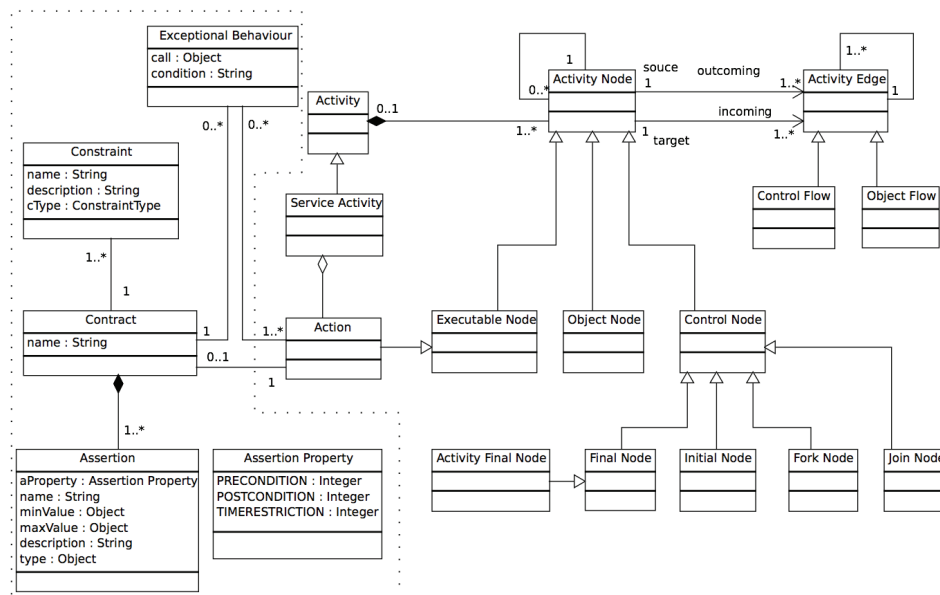 Exceptional Behaviour
call : Object
condition : String
0..*
0..*
Activity
0..1
1..*
1
0..*
Activity Node
souce
1
outcoming
1..*
incoming
1
target
1..*
1..*
Activity Edge
1
Constraint
name : String
description : String
cType : ConstraintType
1..*
1
Service Activity
Control Flow
Object Flow
Contract
name : String
1
0..1
1..*
1
Action
Executable Node
Object Node
Control Node
1..*
Assertion
aProperty : Assertion Property
name : String
minValue : Object
maxValue : Object
description : String
type : Object
Assertion Property
PRECONDITION : Integer
POSTCONDITION : Integer
TIMERESTRICTION : Integer
Activity Final Node
Final Node
Initial Node
Fork Node
Join Node